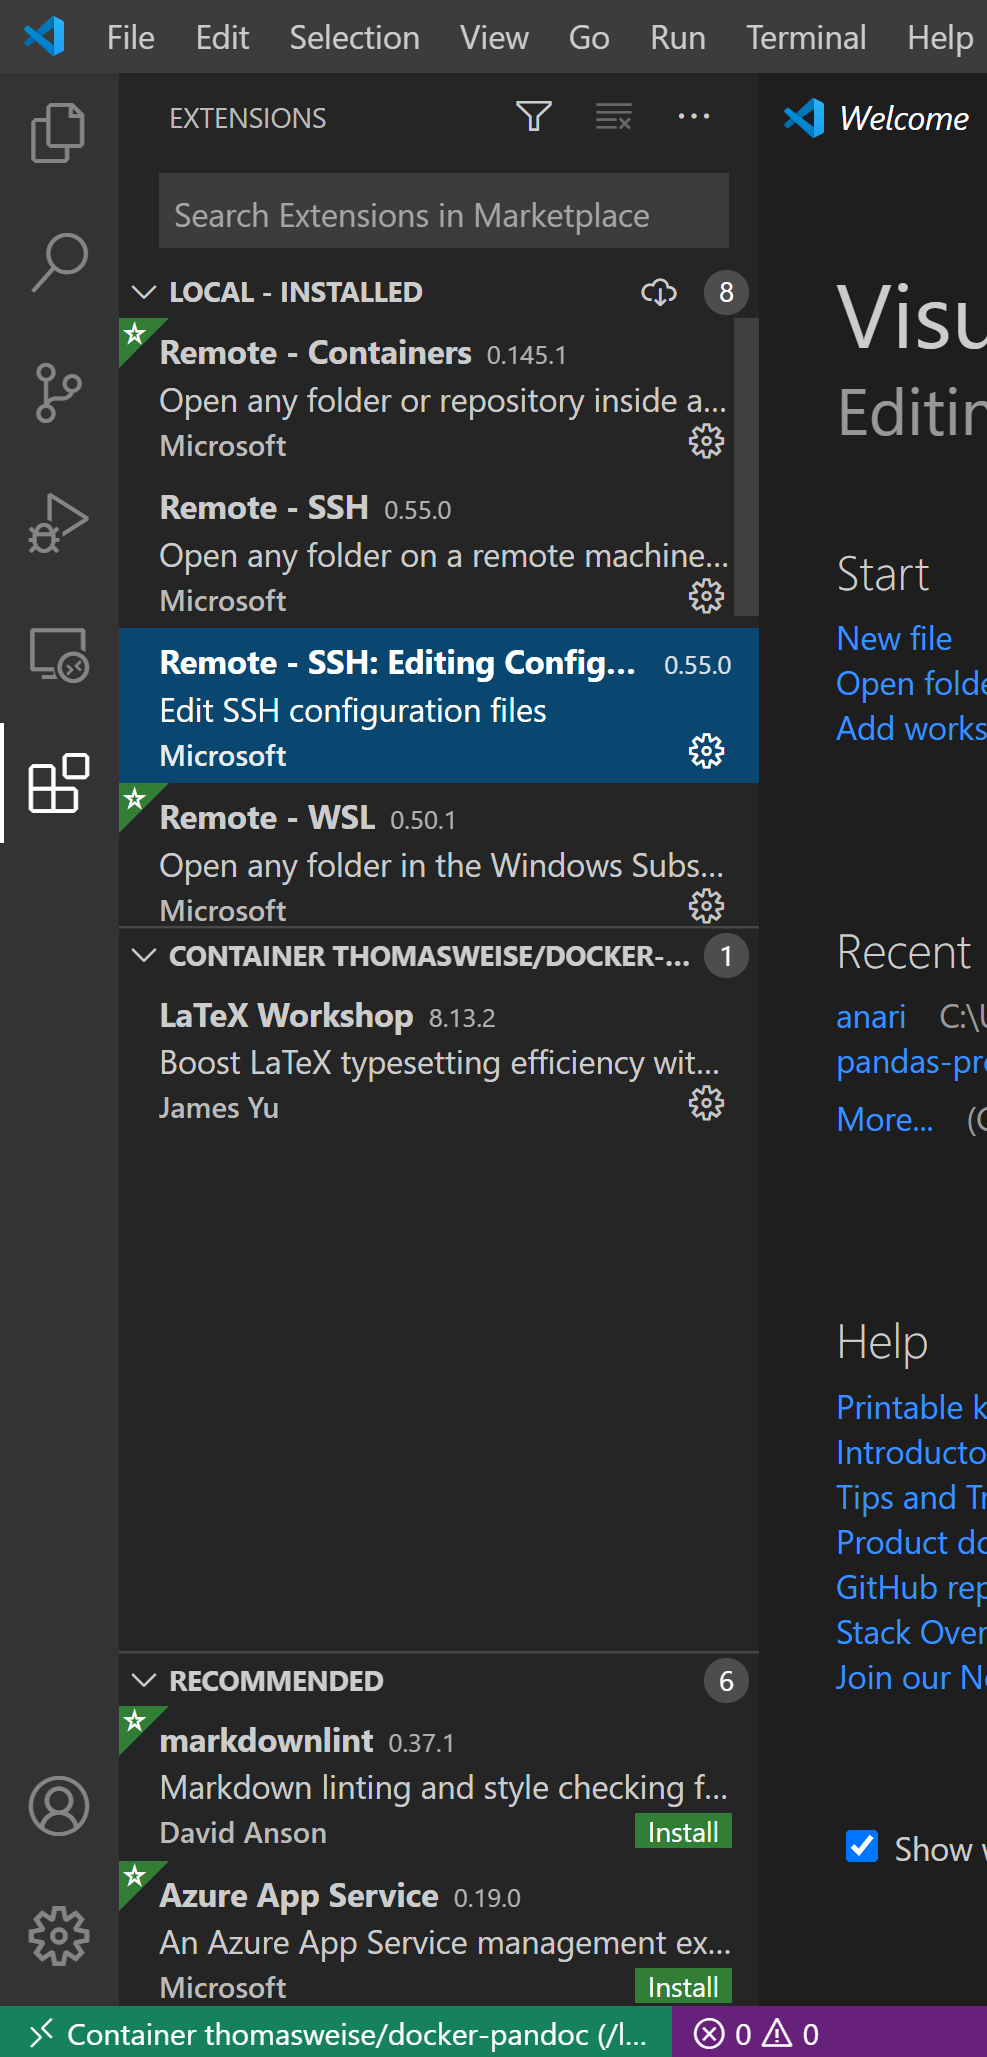 File Edit Selection View Go Run Terminal Help
EXTENSIONS
Welcome
Search Extensions in Marketplace
LOCAL - INSTALLED 8
Remote - Containers 0.145.1
Open any folder or repository inside a...
Microsoft
Remote - SSH 0.55.0
Open any folder on a remote machine...
Microsoft
Remote - SSH: Editing Config... 0.55.0
Edit SSH configuration files
Microsoft
Remote - WSL 0.50.1
Open any folder in the Windows Subs...
Microsoft
CONTAINER THOMASWEISE/DOCKER-... 1
LaTeX Workshop 8.13.2
Boost LaTeX typesetting efficiency wit...
James Yu
RECOMMENDED 6
markdownlint 0.37.1
Markdown linting and style checking f...
David Anson
Install
Azure App Service 0.19.0
An Azure App Service management ex...
Microsoft
Install
Visu
Editin
Start
New file
Open folde
Add works
Recent
anari C:\U
pandas-pr
More... (C
Help
Printable k
Introducto
Tips and Tr
Product do
GitHub rep
Stack Over
Join our Ne
Show w
Container thomasweise/docker-pandoc (/l... 0 0